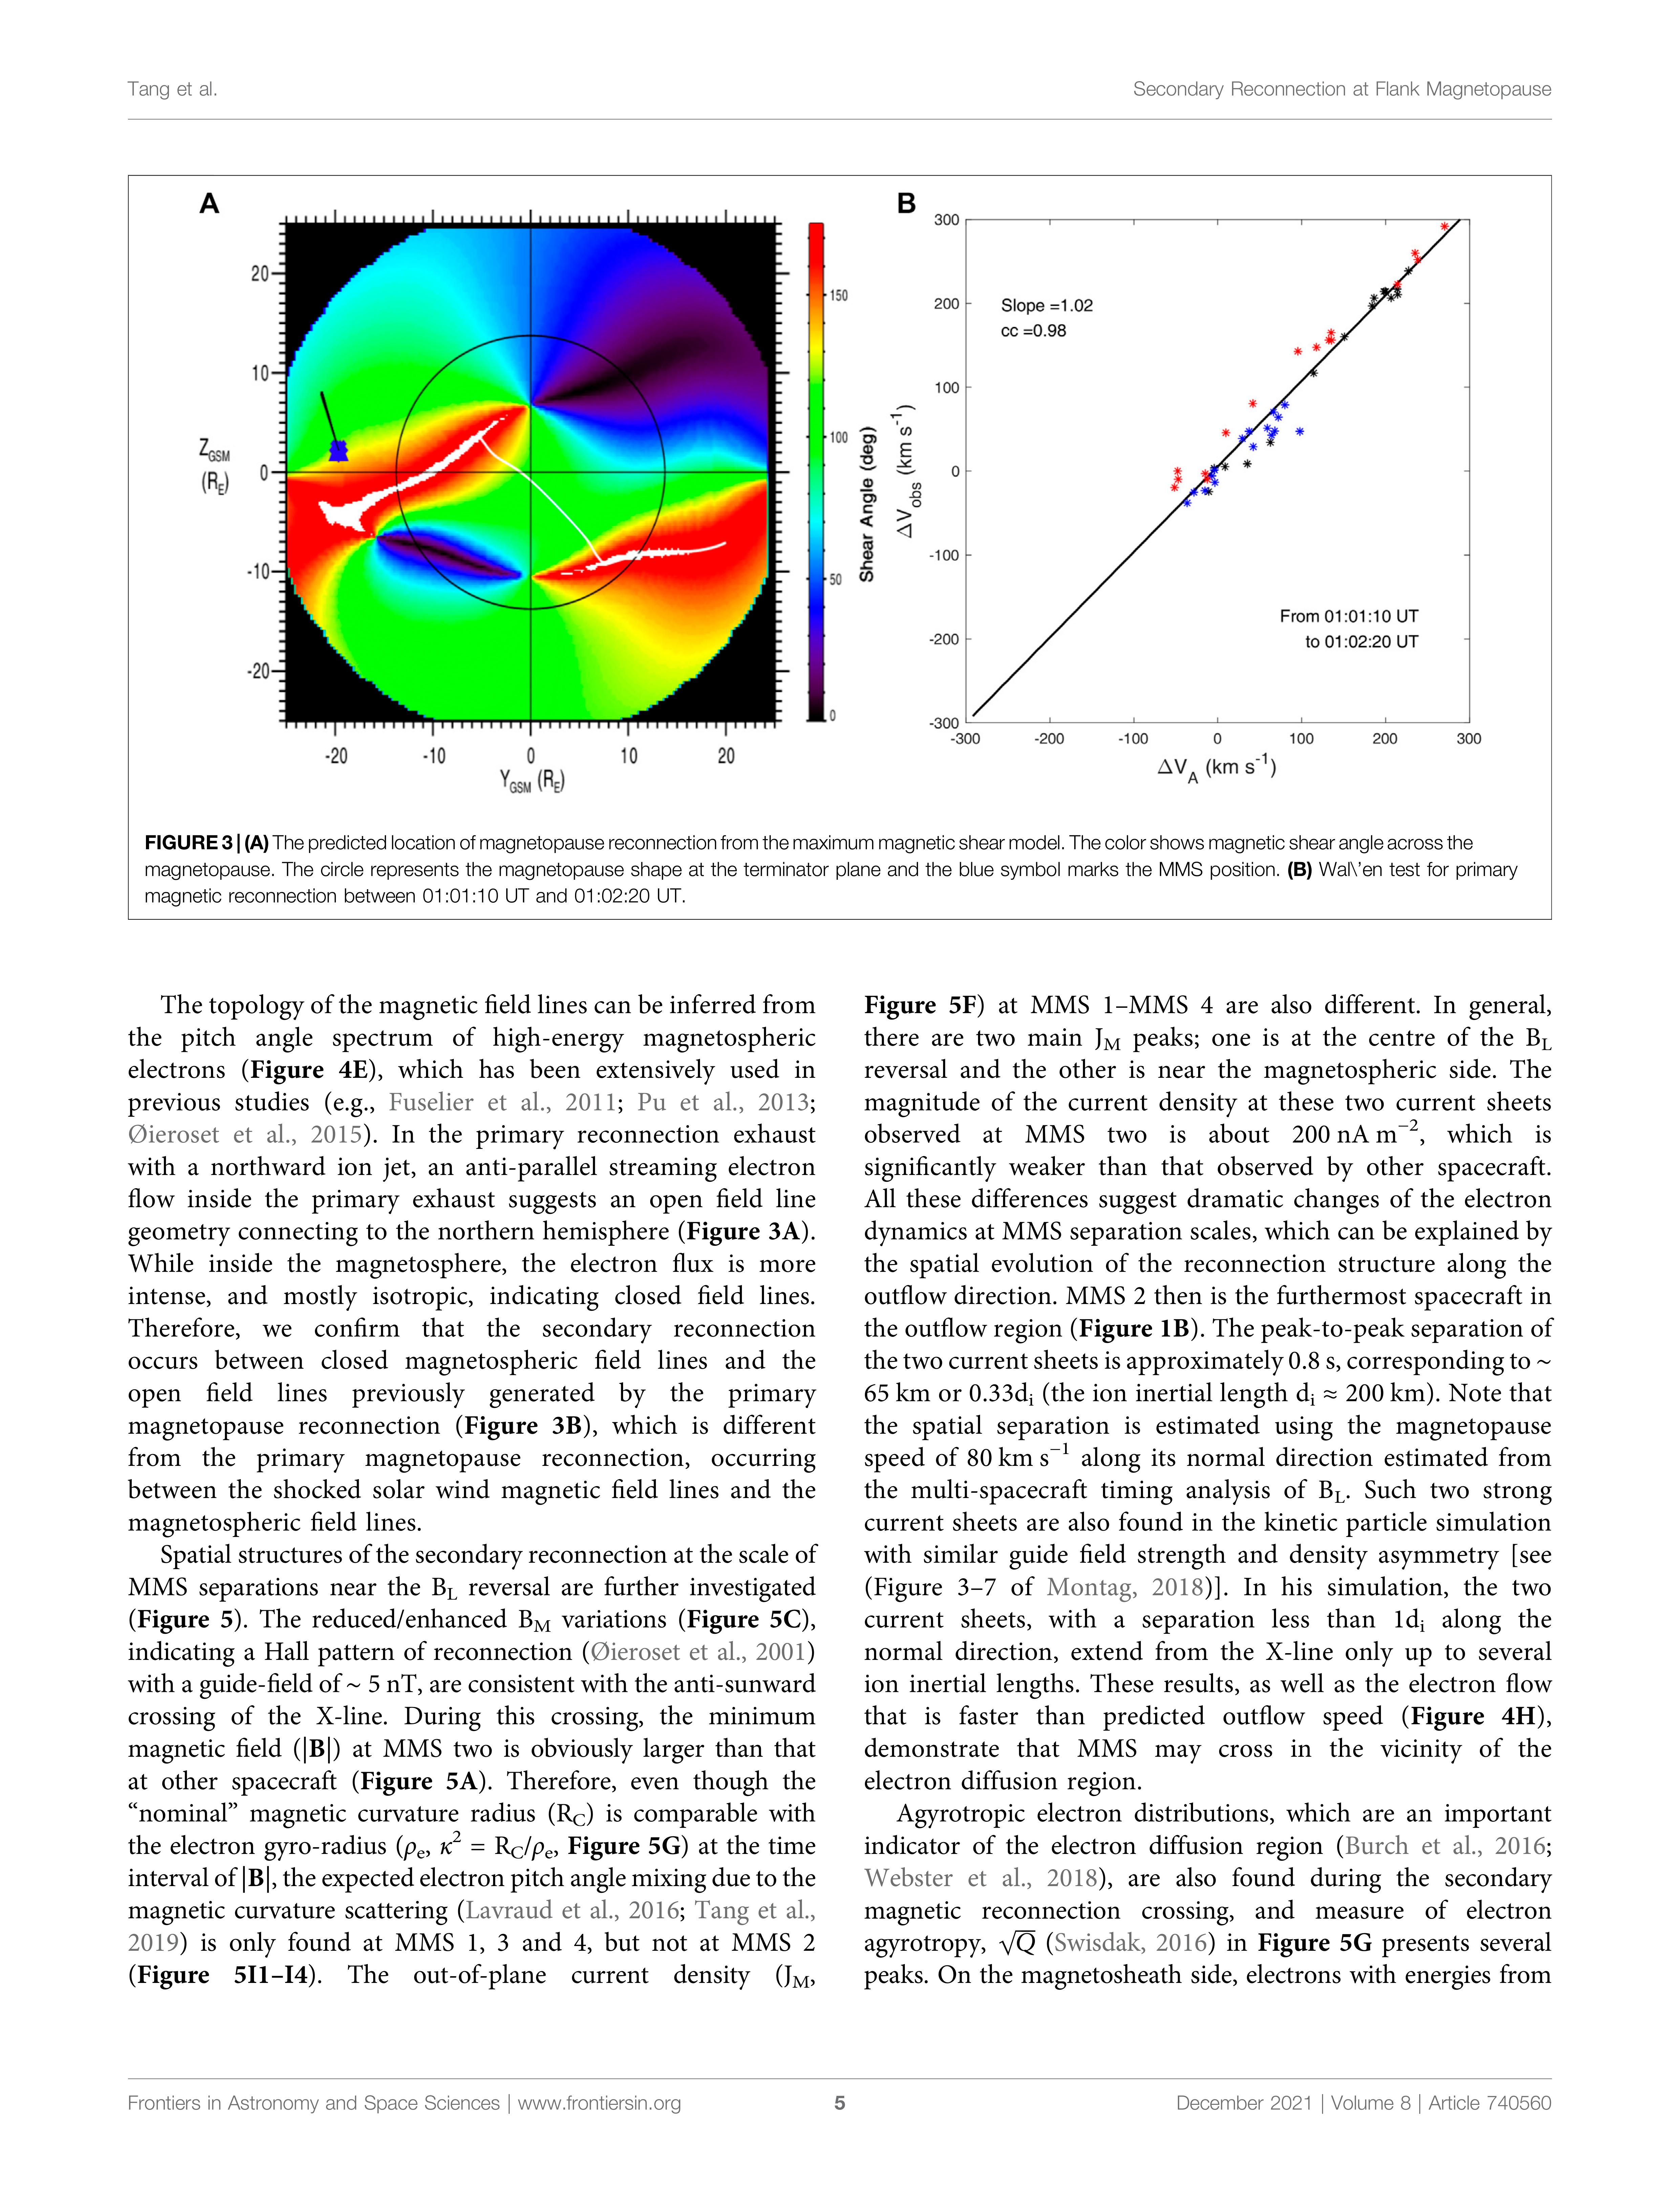 Tang et al.
Secondary Reconnection at Flank Magnetopause
A
20
10
0
-10
-20
Z_GSM
(R_E)
-20
-10
0
10
20
Y_GSM (R_E)
150
100
50
0
Shear Angle (deg)
B
300
200
100
0
-100
-200
-300
ΔV_obs (km s^-1)
Slope =1.02
cc =0.98
From 01:01:10 UT
to 01:02:20 UT
-300
-200
-100
0
100
200
300
ΔV_A (km s^-1)
FIGURE 3 | (A) The predicted location of magnetopause reconnection from the maximum magnetic shear model. The color shows magnetic shear angle across the
magnetopause. The circle represents the magnetopause shape at the terminator plane and the blue symbol marks the MMS position. (B) Wal\'en test for primary
magnetic reconnection between 01:01:10 UT and 01:02:20 UT.
The topology of the magnetic field lines can be inferred from
the pitch angle spectrum of high-energy magnetospheric
electrons (Figure 4E), which has been extensively used in
previous studies (e.g., Fuselier et al., 2011; Pu et al., 2013;
Øieroset et al., 2015). In the primary reconnection exhaust
with a northward ion jet, an anti-parallel streaming electron
flow inside the primary exhaust suggests an open field line
geometry connecting to the northern hemisphere (Figure 3A).
While inside the magnetosphere, the electron flux is more
intense, and mostly isotropic, indicating closed field lines.
Therefore, we confirm that the secondary reconnection
occurs between closed magnetospheric field lines and the
open field lines previously generated by the primary
magnetopause reconnection (Figure 3B), which is different
from the primary magnetopause reconnection, occurring
between the shocked solar wind magnetic field lines and the
magnetospheric field lines.
Spatial structures of the secondary reconnection at the scale of
MMS separations near the B_L reversal are further investigated
(Figure 5). The reduced/enhanced B_M variations (Figure 5C),
indicating a Hall pattern of reconnection (Øieroset et al., 2001)
with a guide-field of ~ 5 nT, are consistent with the anti-sunward
crossing of the X-line. During this crossing, the minimum
magnetic field (|B|) at MMS two is obviously larger than that
at other spacecraft (Figure 5A). Therefore, even though the
“nominal” magnetic curvature radius (R_C) is comparable with
the electron gyro-radius (ρ_e, κ^2 = R_C/ρ_e, Figure 5G) at the time
interval of |B|, the expected electron pitch angle mixing due to the
magnetic curvature scattering (Lavraud et al., 2016; Tang et al.,
2019) is only found at MMS 1, 3 and 4, but not at MMS 2
(Figure 5I1–I4). The out-of-plane current density (J_M,
Figure 5F) at MMS 1–MMS 4 are also different. In general,
there are two main J_M peaks; one is at the centre of the B_L
reversal and the other is near the magnetospheric side. The
magnitude of the current density at these two current sheets
observed at MMS two is about 200 nA m^−2, which is
significantly weaker than that observed by other spacecraft.
All these differences suggest dramatic changes of the electron
dynamics at MMS separation scales, which can be explained by
the spatial evolution of the reconnection structure along the
outflow direction. MMS 2 then is the furthermost spacecraft in
the outflow region (Figure 1B). The peak-to-peak separation of
the two current sheets is approximately 0.8 s, corresponding to ~
65 km or 0.33d_i (the ion inertial length d_i ≈ 200 km). Note that
the spatial separation is estimated using the magnetopause
speed of 80 km s^−1 along its normal direction estimated from
the multi-spacecraft timing analysis of B_L. Such two strong
current sheets are also found in the kinetic particle simulation
with similar guide field strength and density asymmetry [see
(Figure 3–7 of Montag, 2018)]. In his simulation, the two
current sheets, with a separation less than 1d_i along the
normal direction, extend from the X-line only up to several
ion inertial lengths. These results, as well as the electron flow
that is faster than predicted outflow speed (Figure 4H),
demonstrate that MMS may cross in the vicinity of the
electron diffusion region.
Agyrotropic electron distributions, which are an important
indicator of the electron diffusion region (Burch et al., 2016;
Webster et al., 2018), are also found during the secondary
magnetic reconnection crossing, and measure of electron
agyrotropy, √Q (Swisdak, 2016) in Figure 5G presents several
peaks. On the magnetosheath side, electrons with energies from
Frontiers in Astronomy and Space Sciences | www.frontiersin.org
5
December 2021 | Volume 8 | Article 740560